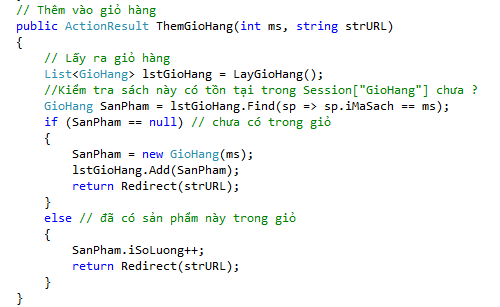 // Thêm vào giỏ hàng
public ActionResult ThemGioHang(int ms, string strURL)
{
// Lấy ra giỏ hàng
List<GioHang> lstGioHang = LayGioHang();
//Kiểm tra sách này có tồn tại trong Session["GioHang"] chưa ?
GioHang SanPham = lstGioHang.Find(sp => sp.iMaSach == ms);
if (SanPham == null) // chưa có trong giỏ
{
SanPham = new GioHang(ms);
lstGioHang.Add(SanPham);
return Redirect(strURL);
}
else // đã có sản phẩm này trong giỏ
{
SanPham.iSoLuong++;
return Redirect(strURL);
}
}